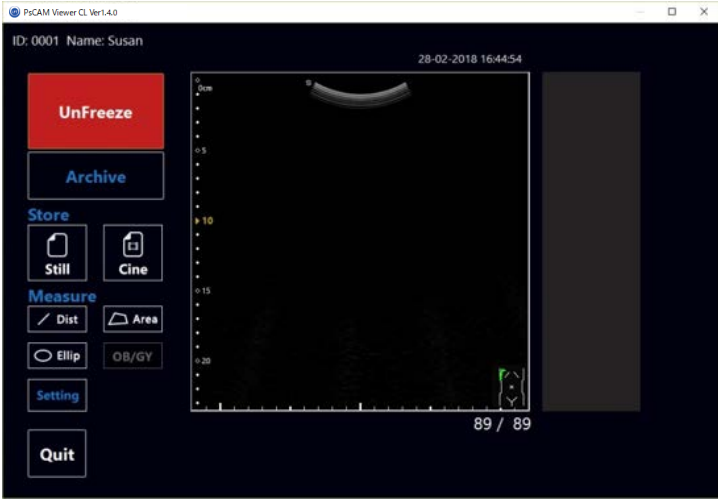 PsCAM Viewer CL Ver1.4.0
ID: 0001 Name: Susan
28-02-2018 16:44:54
UnFreeze
Archive
Store
Still
Cine
Measure
Dist
Area
Ellip
OB/GY
Setting
Quit
0cm
5
10
15
20
89 / 89